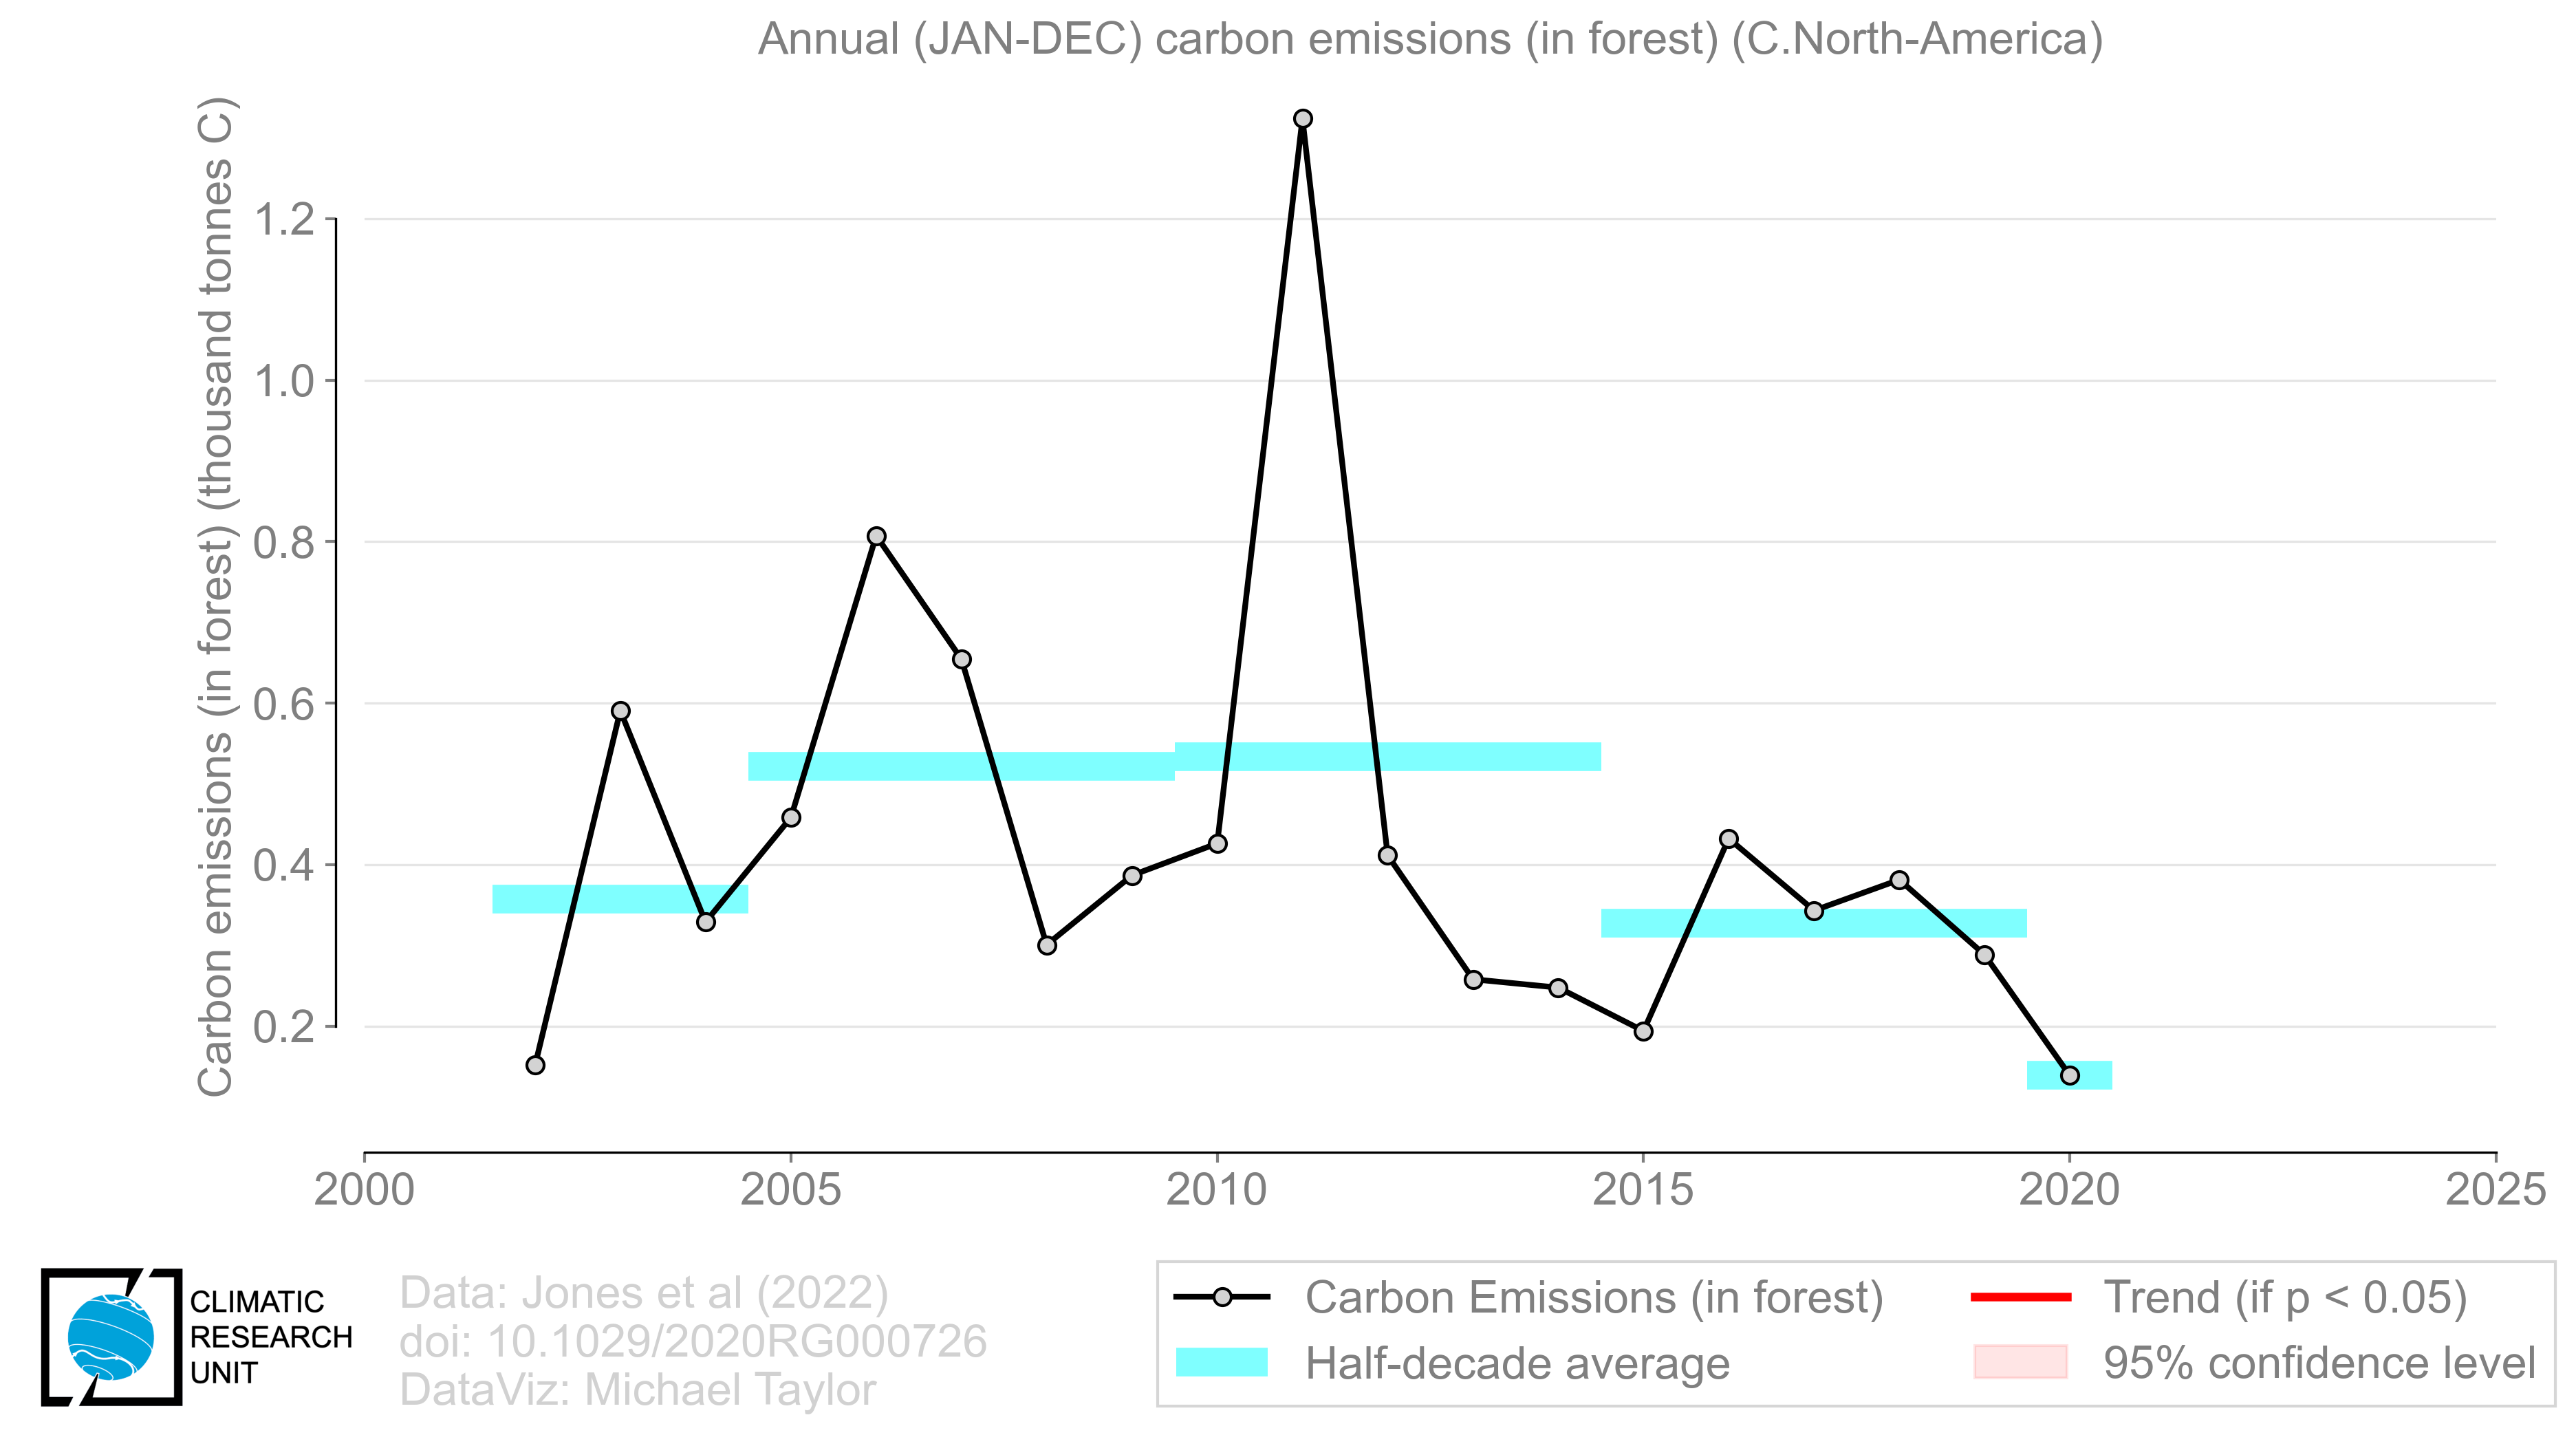 Annual (JAN-DEC) carbon emissions (in forest) (C.North-America)
Carbon emissions (in forest) (thousand tonnes C)
1.2
1.0
0.8
0.6
0.4
0.2
2000
2005
2010
2015
2020
2025
CLIMATIC
RESEARCH
UNIT
Data: Jones et al (2022)
doi: 10.1029/2020RG000726
DataViz: Michael Taylor
Carbon Emissions (in forest)
Half-decade average
Trend (if p < 0.05)
95% confidence level